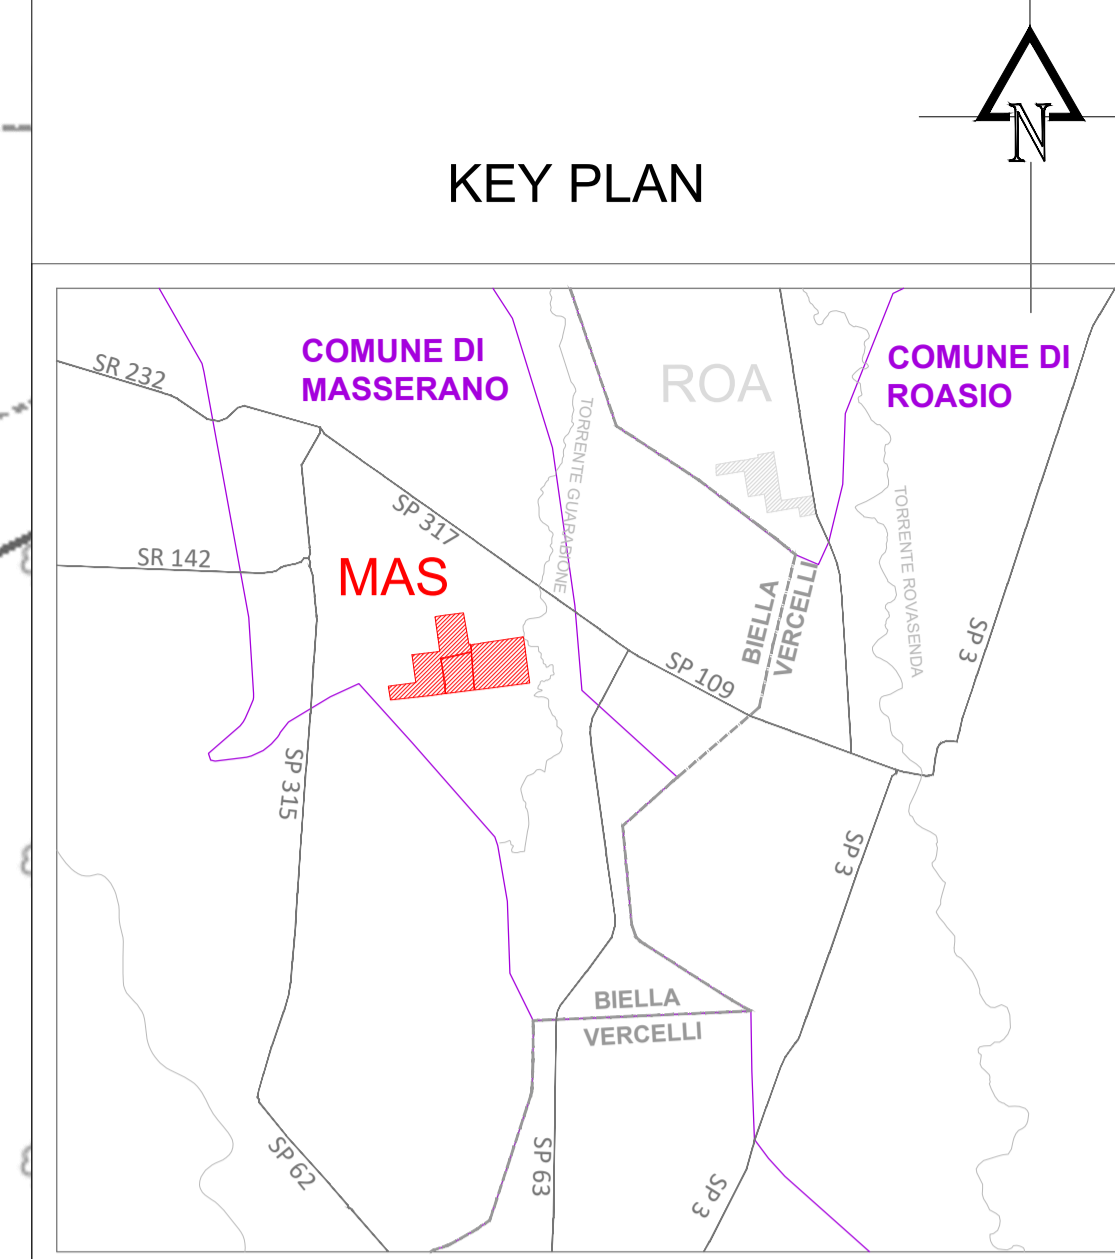 N
KEY PLAN
COMUNE DI
MASSERANO
COMUNE DI
ROASIO
SR 232
ROA
TORRENTE GUARABIONE
SP 317
TORRENTE ROVASENDA
SR 142
MAS
BIELLA
VERCELLI
SP 3
SP 109
SP 315
SP 3
BIELLA
VERCELLI
SP 62
SP 63
SP 3